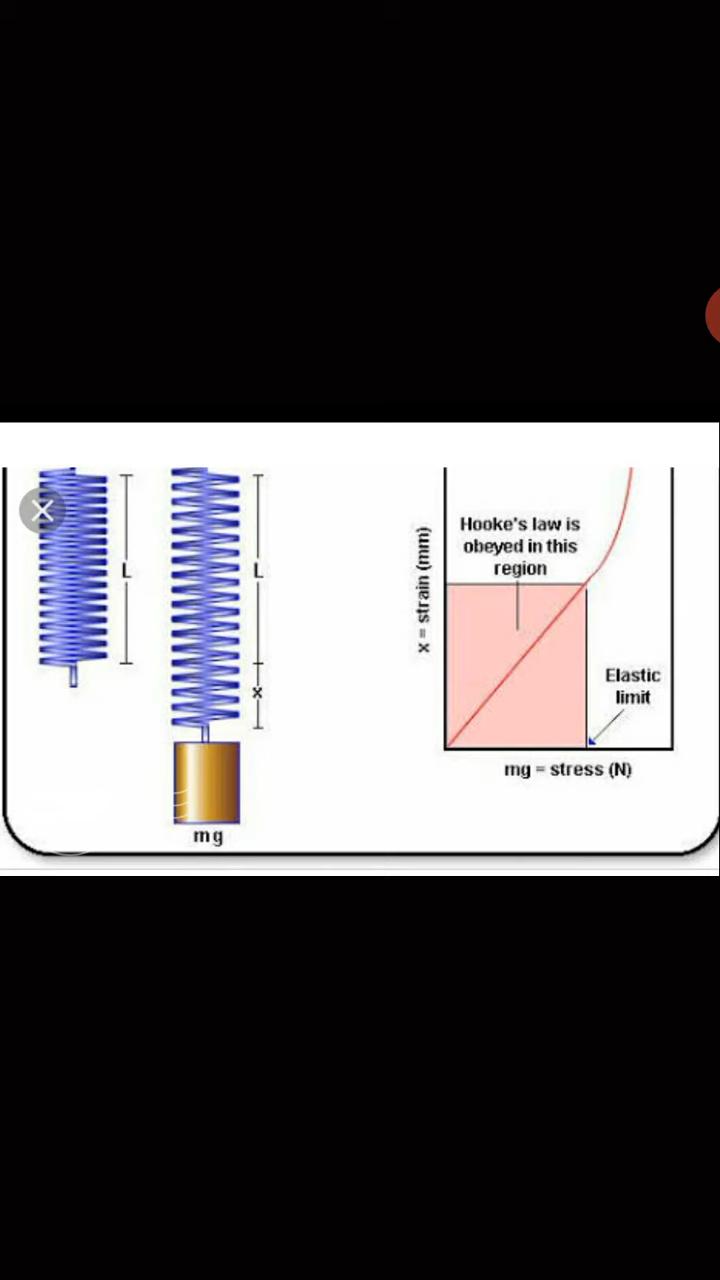 L
L
x
mg
Hooke's law is
obeyed in this
region
x = strain (mm)
Elastic
limit
mg = stress (N)